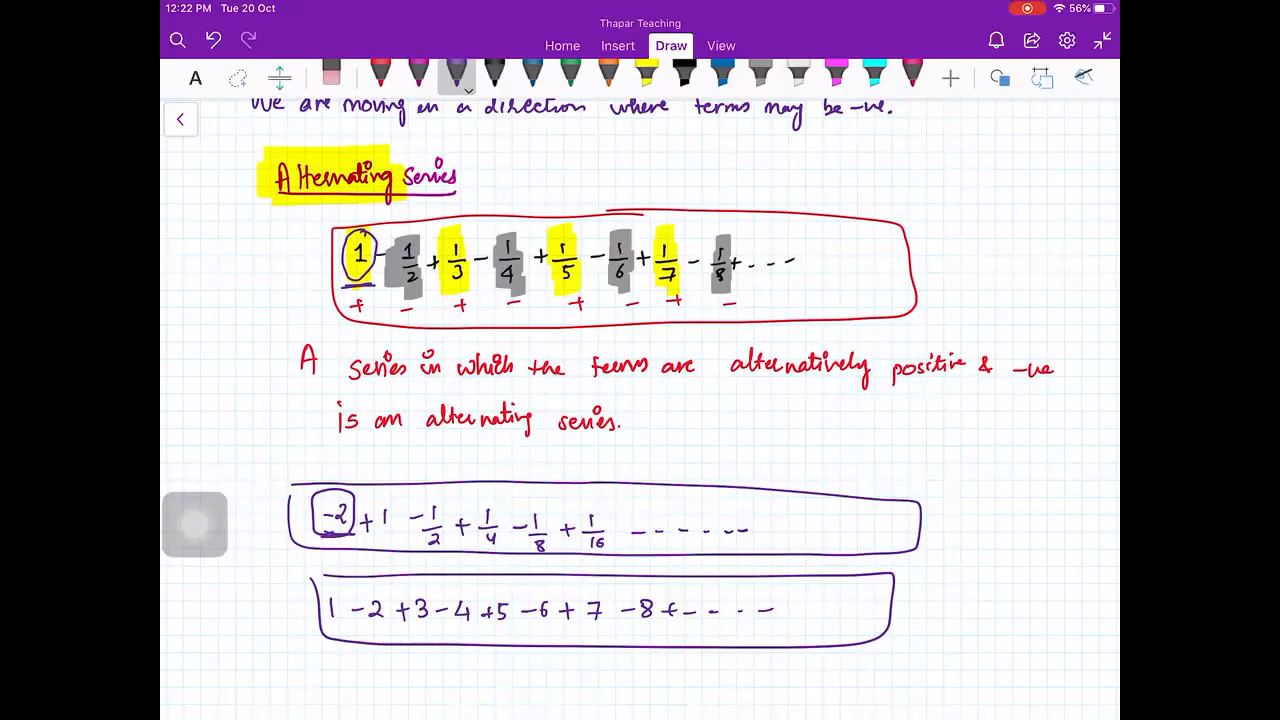 12:22 PM Tue 20 Oct
56%
Thapar Teaching
Home Insert Draw View
A
We are moving in a direction where terms may be -ve.
Alternating Series
1 - 1/2 + 1/3 - 1/4 + 1/5 - 1/6 + 1/7 - 1/8 + - - -
+ - + - + - + -
A series in which the terms are alternatively positive & -ve
is an alternating series.
-2 + 1 - 1/2 + 1/4 - 1/8 + 1/16 - - - - - -
1 - 2 + 3 - 4 + 5 - 6 + 7 - 8 + - - - -